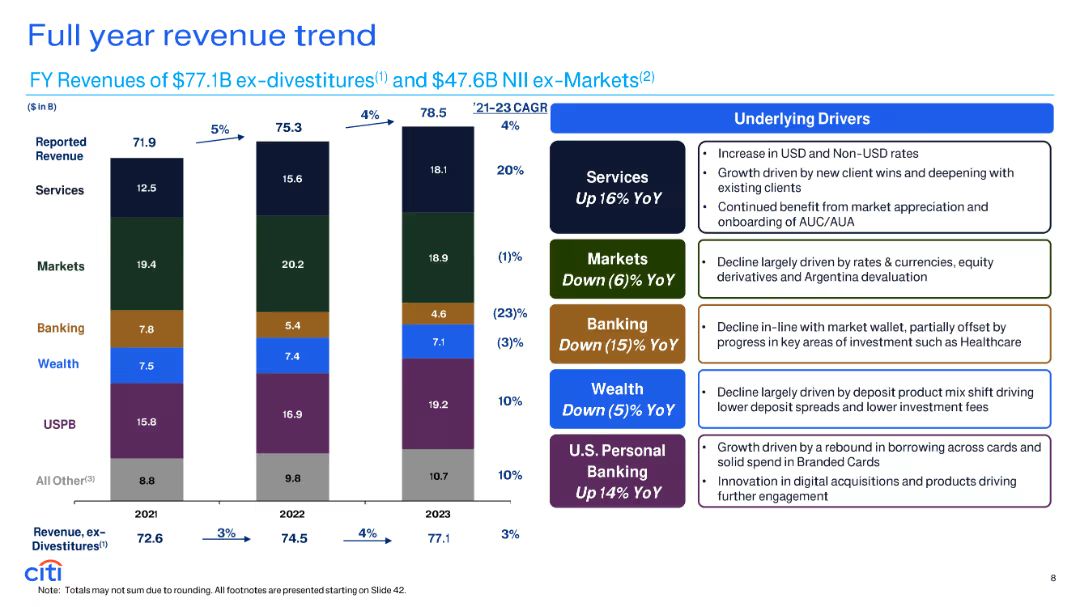 Full year revenue trend
FY Revenues of $77.1B ex-divestitures(1) and $47.6B NII ex-Markets(2)
($ in B)
'21-23 CAGR
Reported
Revenue
71.9
5%
75.3
4%
78.5
4%
Services
12.5
15.6
18.1
20%
Markets
19.4
20.2
18.9
(1)%
Banking
7.8
5.4
4.6
(23)%
Wealth
7.5
7.4
7.1
(3)%
USPB
15.8
16.9
19.2
10%
All Other(3)
8.8
9.8
10.7
10%
2021
2022
2023
Revenue, ex-
Divestitures(1)
72.6
3%
74.5
4%
77.1
3%
Underlying Drivers
Services
Up 16% YoY
• Increase in USD and Non-USD rates
• Growth driven by new client wins and deepening with
existing clients
• Continued benefit from market appreciation and
onboarding of AUC/AUA
Markets
Down (6)% YoY
• Decline largely driven by rates & currencies, equity
derivatives and Argentina devaluation
Banking
Down (15)% YoY
• Decline in-line with market wallet, partially offset by
progress in key areas of investment such as Healthcare
Wealth
Down (5)% YoY
• Decline largely driven by deposit product mix shift driving
lower deposit spreads and lower investment fees
U.S. Personal
Banking
Up 14% YoY
• Growth driven by a rebound in borrowing across cards and
solid spend in Branded Cards
• Innovation in digital acquisitions and products driving
further engagement
citi
Note: Totals may not sum due to rounding. All footnotes are presented starting on Slide 42.
8